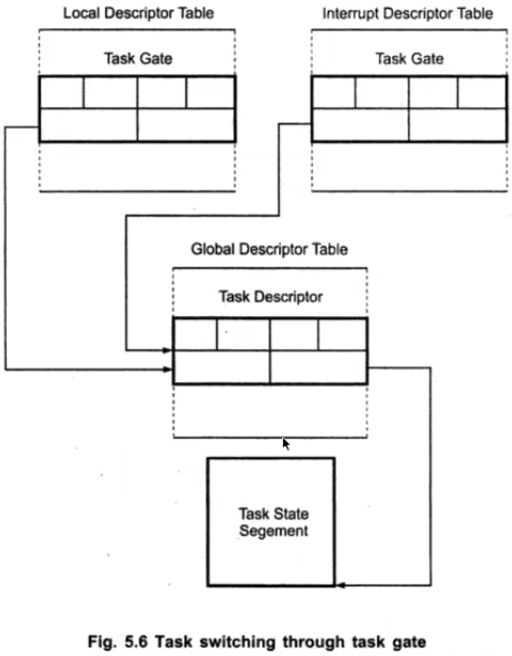 Local Descriptor Table
Interrupt Descriptor Table
Task Gate
Task Gate
Global Descriptor Table
Task Descriptor
Task State
Segement
Fig. 5.6 Task switching through task gate